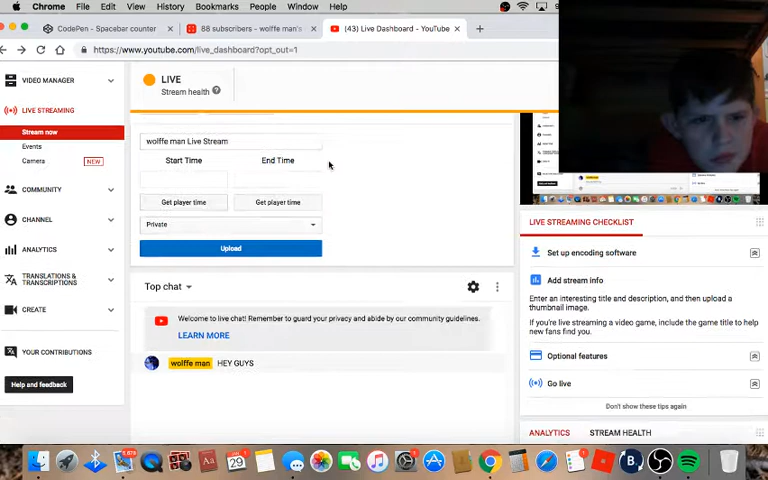 Chrome File Edit View History Bookmarks People Window Help
CodePen - Spacebar counter
88 subscribers - wolffe man's
(43) Live Dashboard - YouTube
https://www.youtube.com/live_dashboard?opt_out=1
VIDEO MANAGER
LIVE STREAMING
Stream now
Events
Camera NEW
COMMUNITY
CHANNEL
ANALYTICS
TRANSLATIONS &
TRANSCRIPTIONS
CREATE
YOUR CONTRIBUTIONS
Help and feedback
LIVE
Stream health
wolffe man Live Stream
Start Time End Time
Get player time Get player time
Private
Upload
Top chat
Welcome to live chat! Remember to guard your privacy and abide by our community guidelines.
LEARN MORE
wolffe man HEY GUYS
LIVE STREAMING CHECKLIST
Set up encoding software
Add stream info
Enter an interesting title and description, and then upload a
thumbnail image.
If you're live streaming a video game, include the game title to help
new fans find you.
Optional features
Go live
Don't show these tips again
ANALYTICS STREAM HEALTH
JAN
29